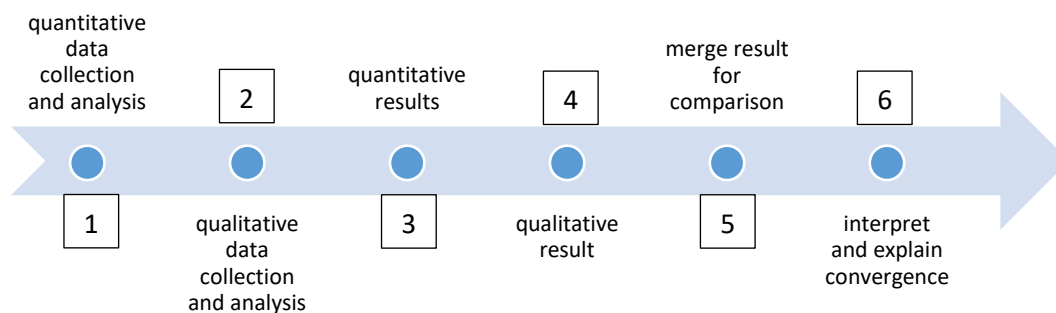 quantitative
data
collection
and analysis
1
2
qualitative
data
collection
and analysis
quantitative
results
3
4
qualitative
result
merge result
for
comparison
5
6
interpret
and explain
convergence